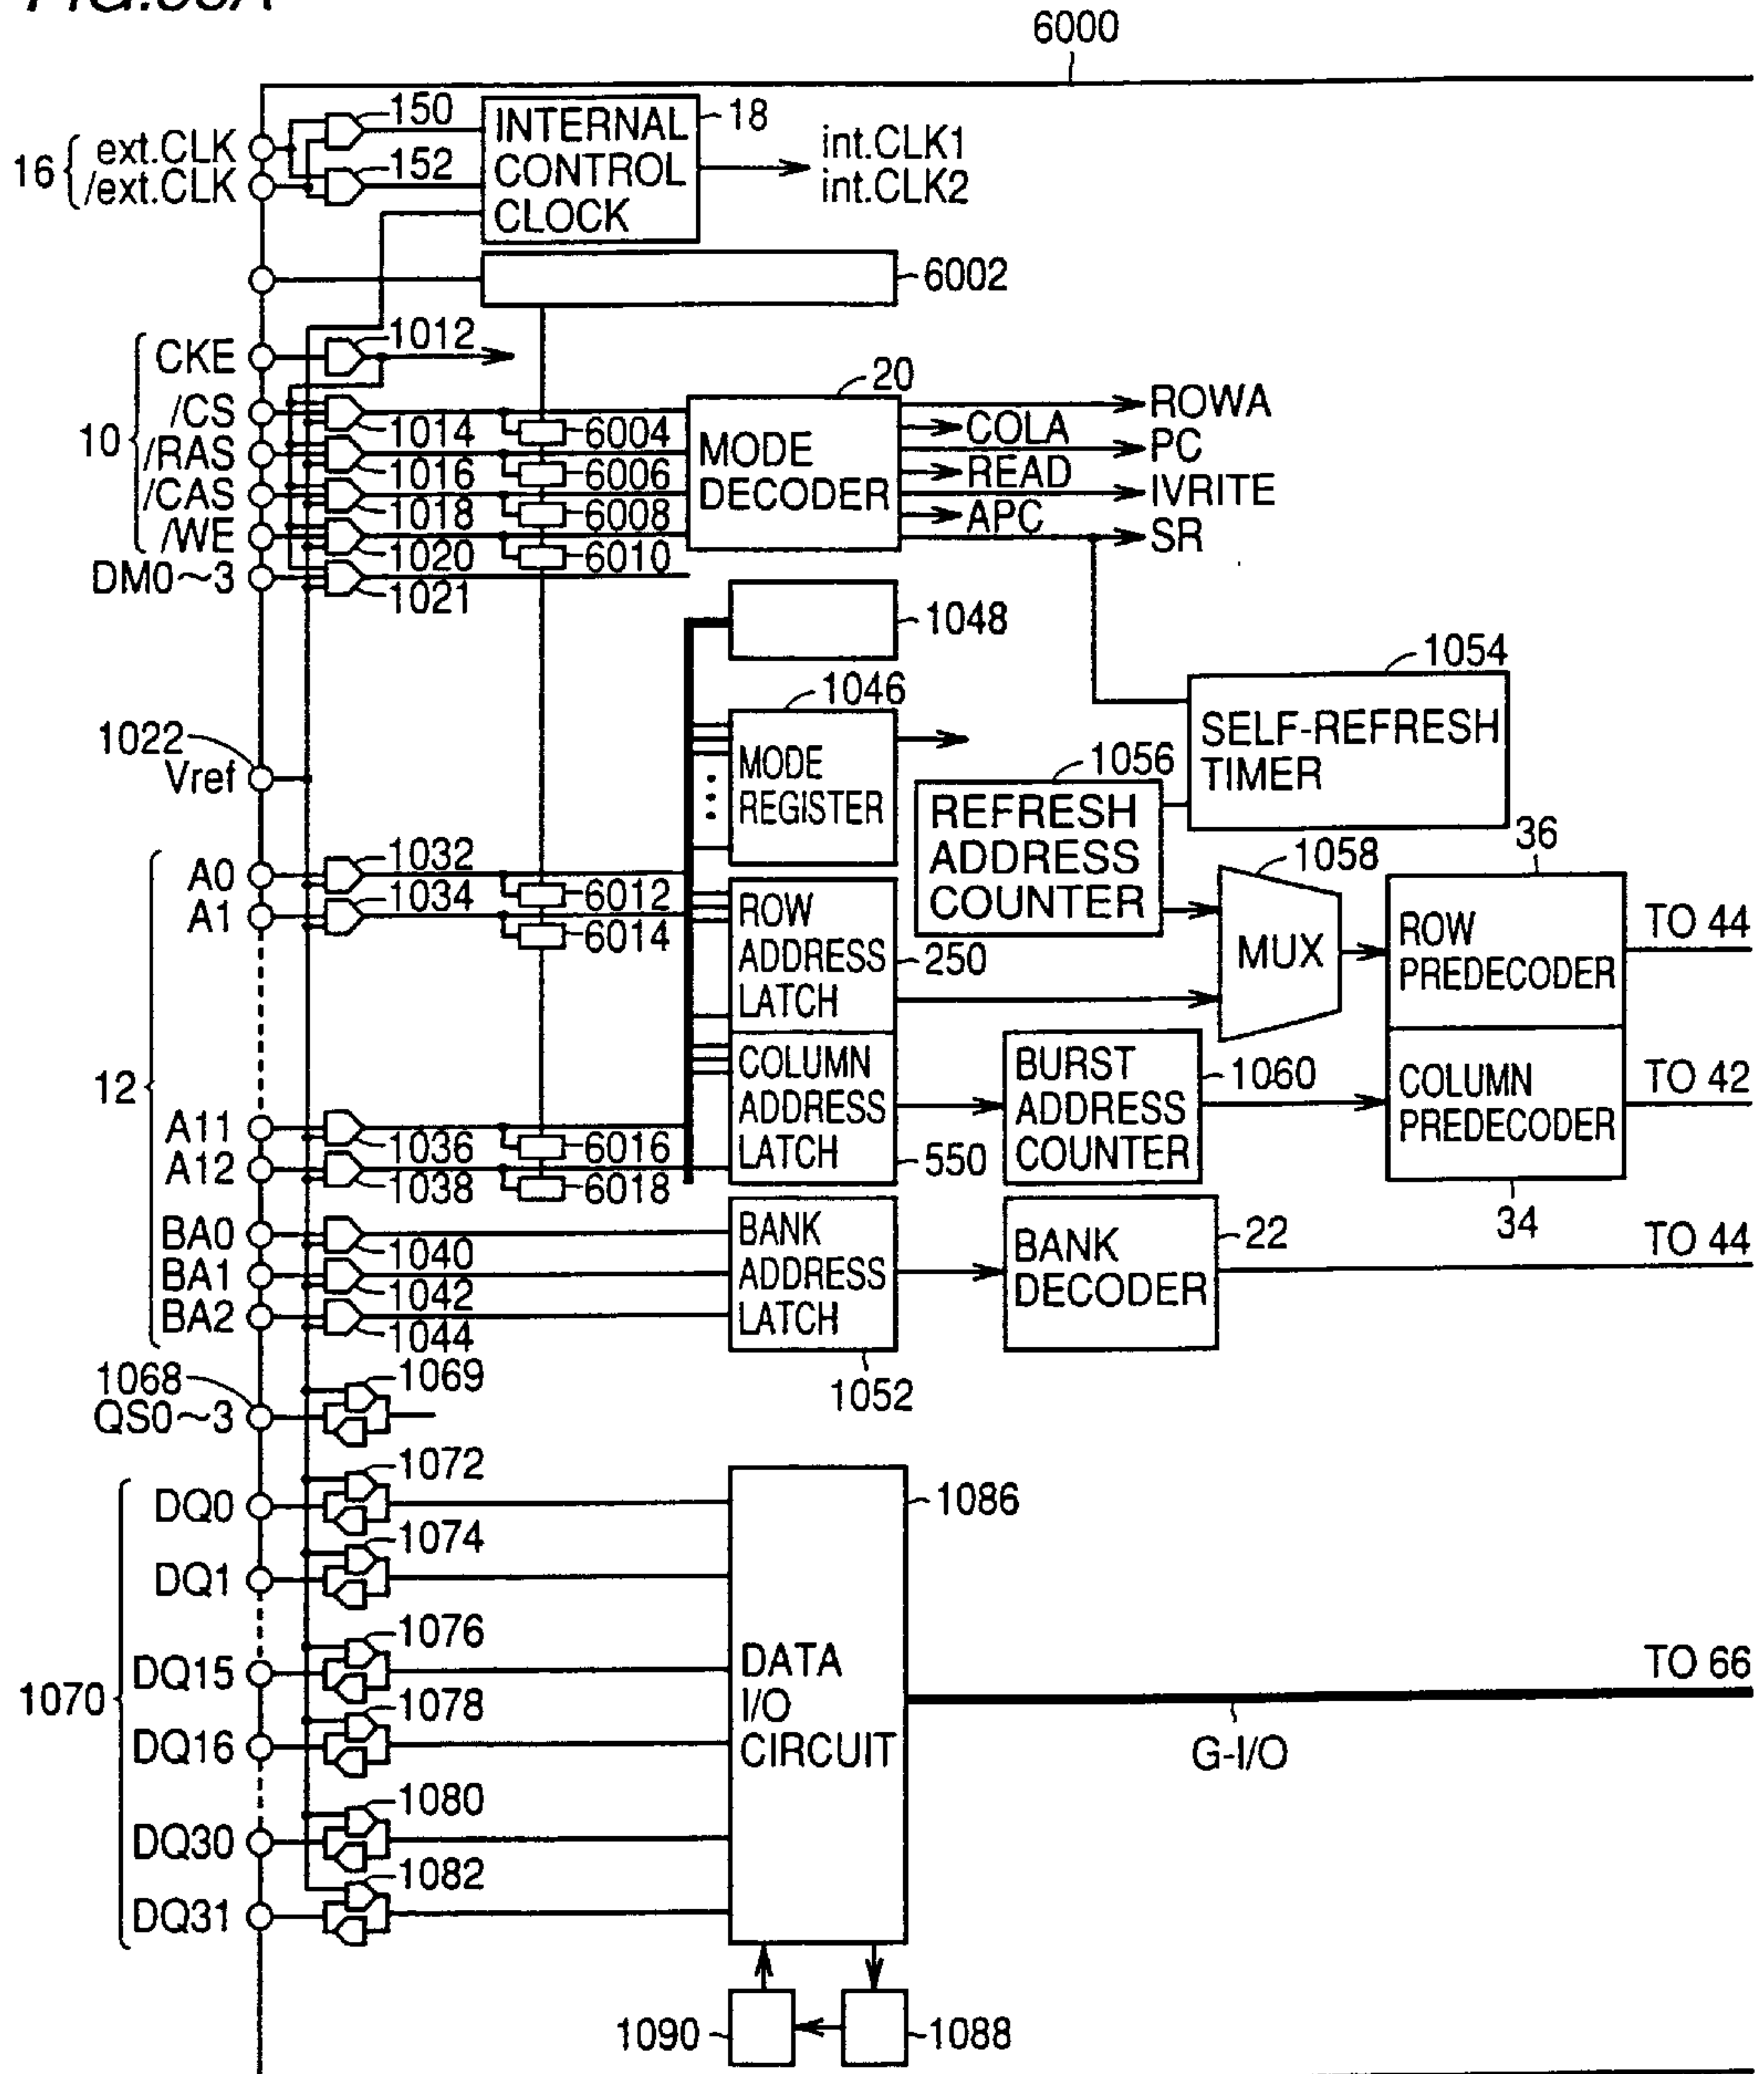 6000
150
18
INTERNAL
CONTROL
CLOCK
16
ext.CLK
/ext.CLK
152
int.CLK1
int.CLK2
6002
10
CKE
1012
/CS
1014
6004
/RAS
1016
6006
/CAS
1018
6008
/WE
1020
6010
DM0~3
1021
20
MODE
DECODER
ROWA
COLA
PC
READ
IVRITE
APC
SR
1048
1046
MODE
REGISTER
1054
SELF-REFRESH
TIMER
1022
Vref
1056
REFRESH
ADDRESS
COUNTER
1058
MUX
36
ROW
PREDECODER
TO 44
12
A0
1032
6012
A1
1034
6014
ROW
ADDRESS
LATCH
250
COLUMN
ADDRESS
LATCH
550
BURST
ADDRESS
COUNTER
1060
COLUMN
PREDECODER
34
TO 42
A11
1036
6016
A12
1038
6018
BA0
1040
BA1
1042
BA2
1044
BANK
ADDRESS
LATCH
1052
BANK
DECODER
22
TO 44
1068
QS0~3
1069
1070
DQ0
1072
DQ1
1074
DQ15
1076
DQ16
1078
DQ30
1080
DQ31
1082
DATA
I/O
CIRCUIT
1086
TO 66
G-I/O
1090
1088